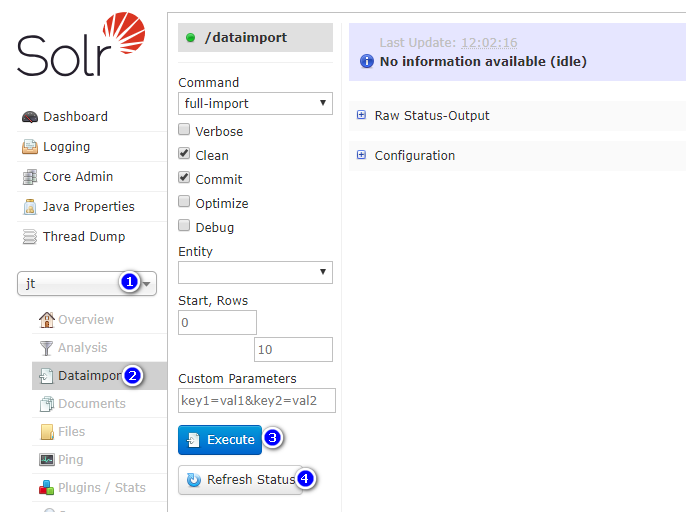 Solr
Dashboard
Logging
Core Admin
Java Properties
Thread Dump
jt
1
Overview
Analysis
2
Documents
Files
Ping
Plugins / Stats
/dataimport
Command
full-import
Verbose
Clean
Commit
Optimize
Debug
Entity
Start, Rows
0
10
Custom Parameters
key1=val1&key2=val2
Execute 3
Refresh Status 4
Last Update: 12:02:16
No information available (idle)
Raw Status-Output
Configuration